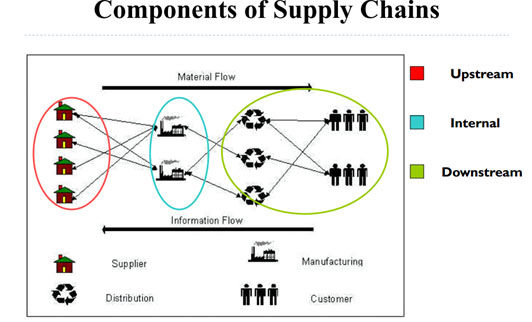 Components of Supply Chains
Material Flow
Upstream
Internal
Downstream
Information Flow
Supplier
Manufacturing
Distribution
Customer